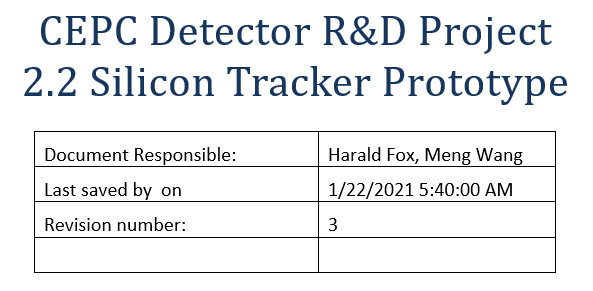 CEPC Detector R&D Project
2.2 Silicon Tracker Prototype
Document Responsible: Harald Fox, Meng Wang
Last saved by  on 1/22/2021 5:40:00 AM
Revision number: 3